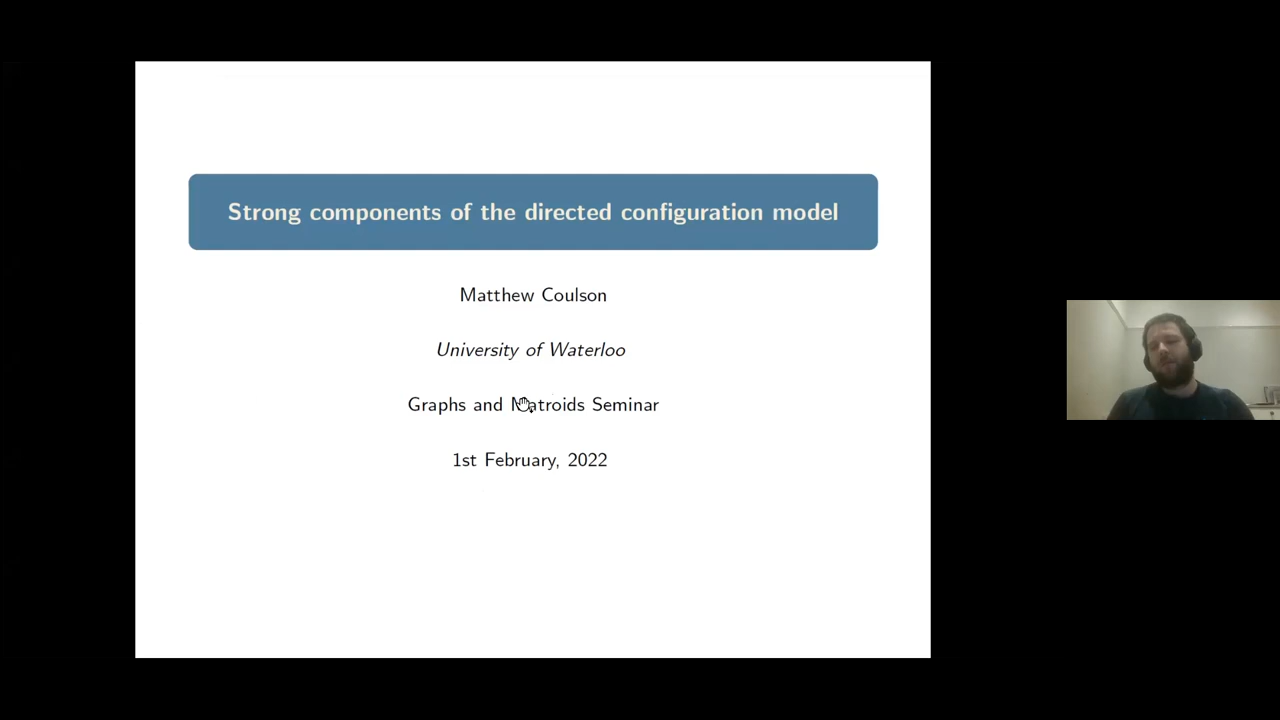 Strong components of the directed configuration model
Matthew Coulson
University of Waterloo
Graphs and Matroids Seminar
1st February, 2022